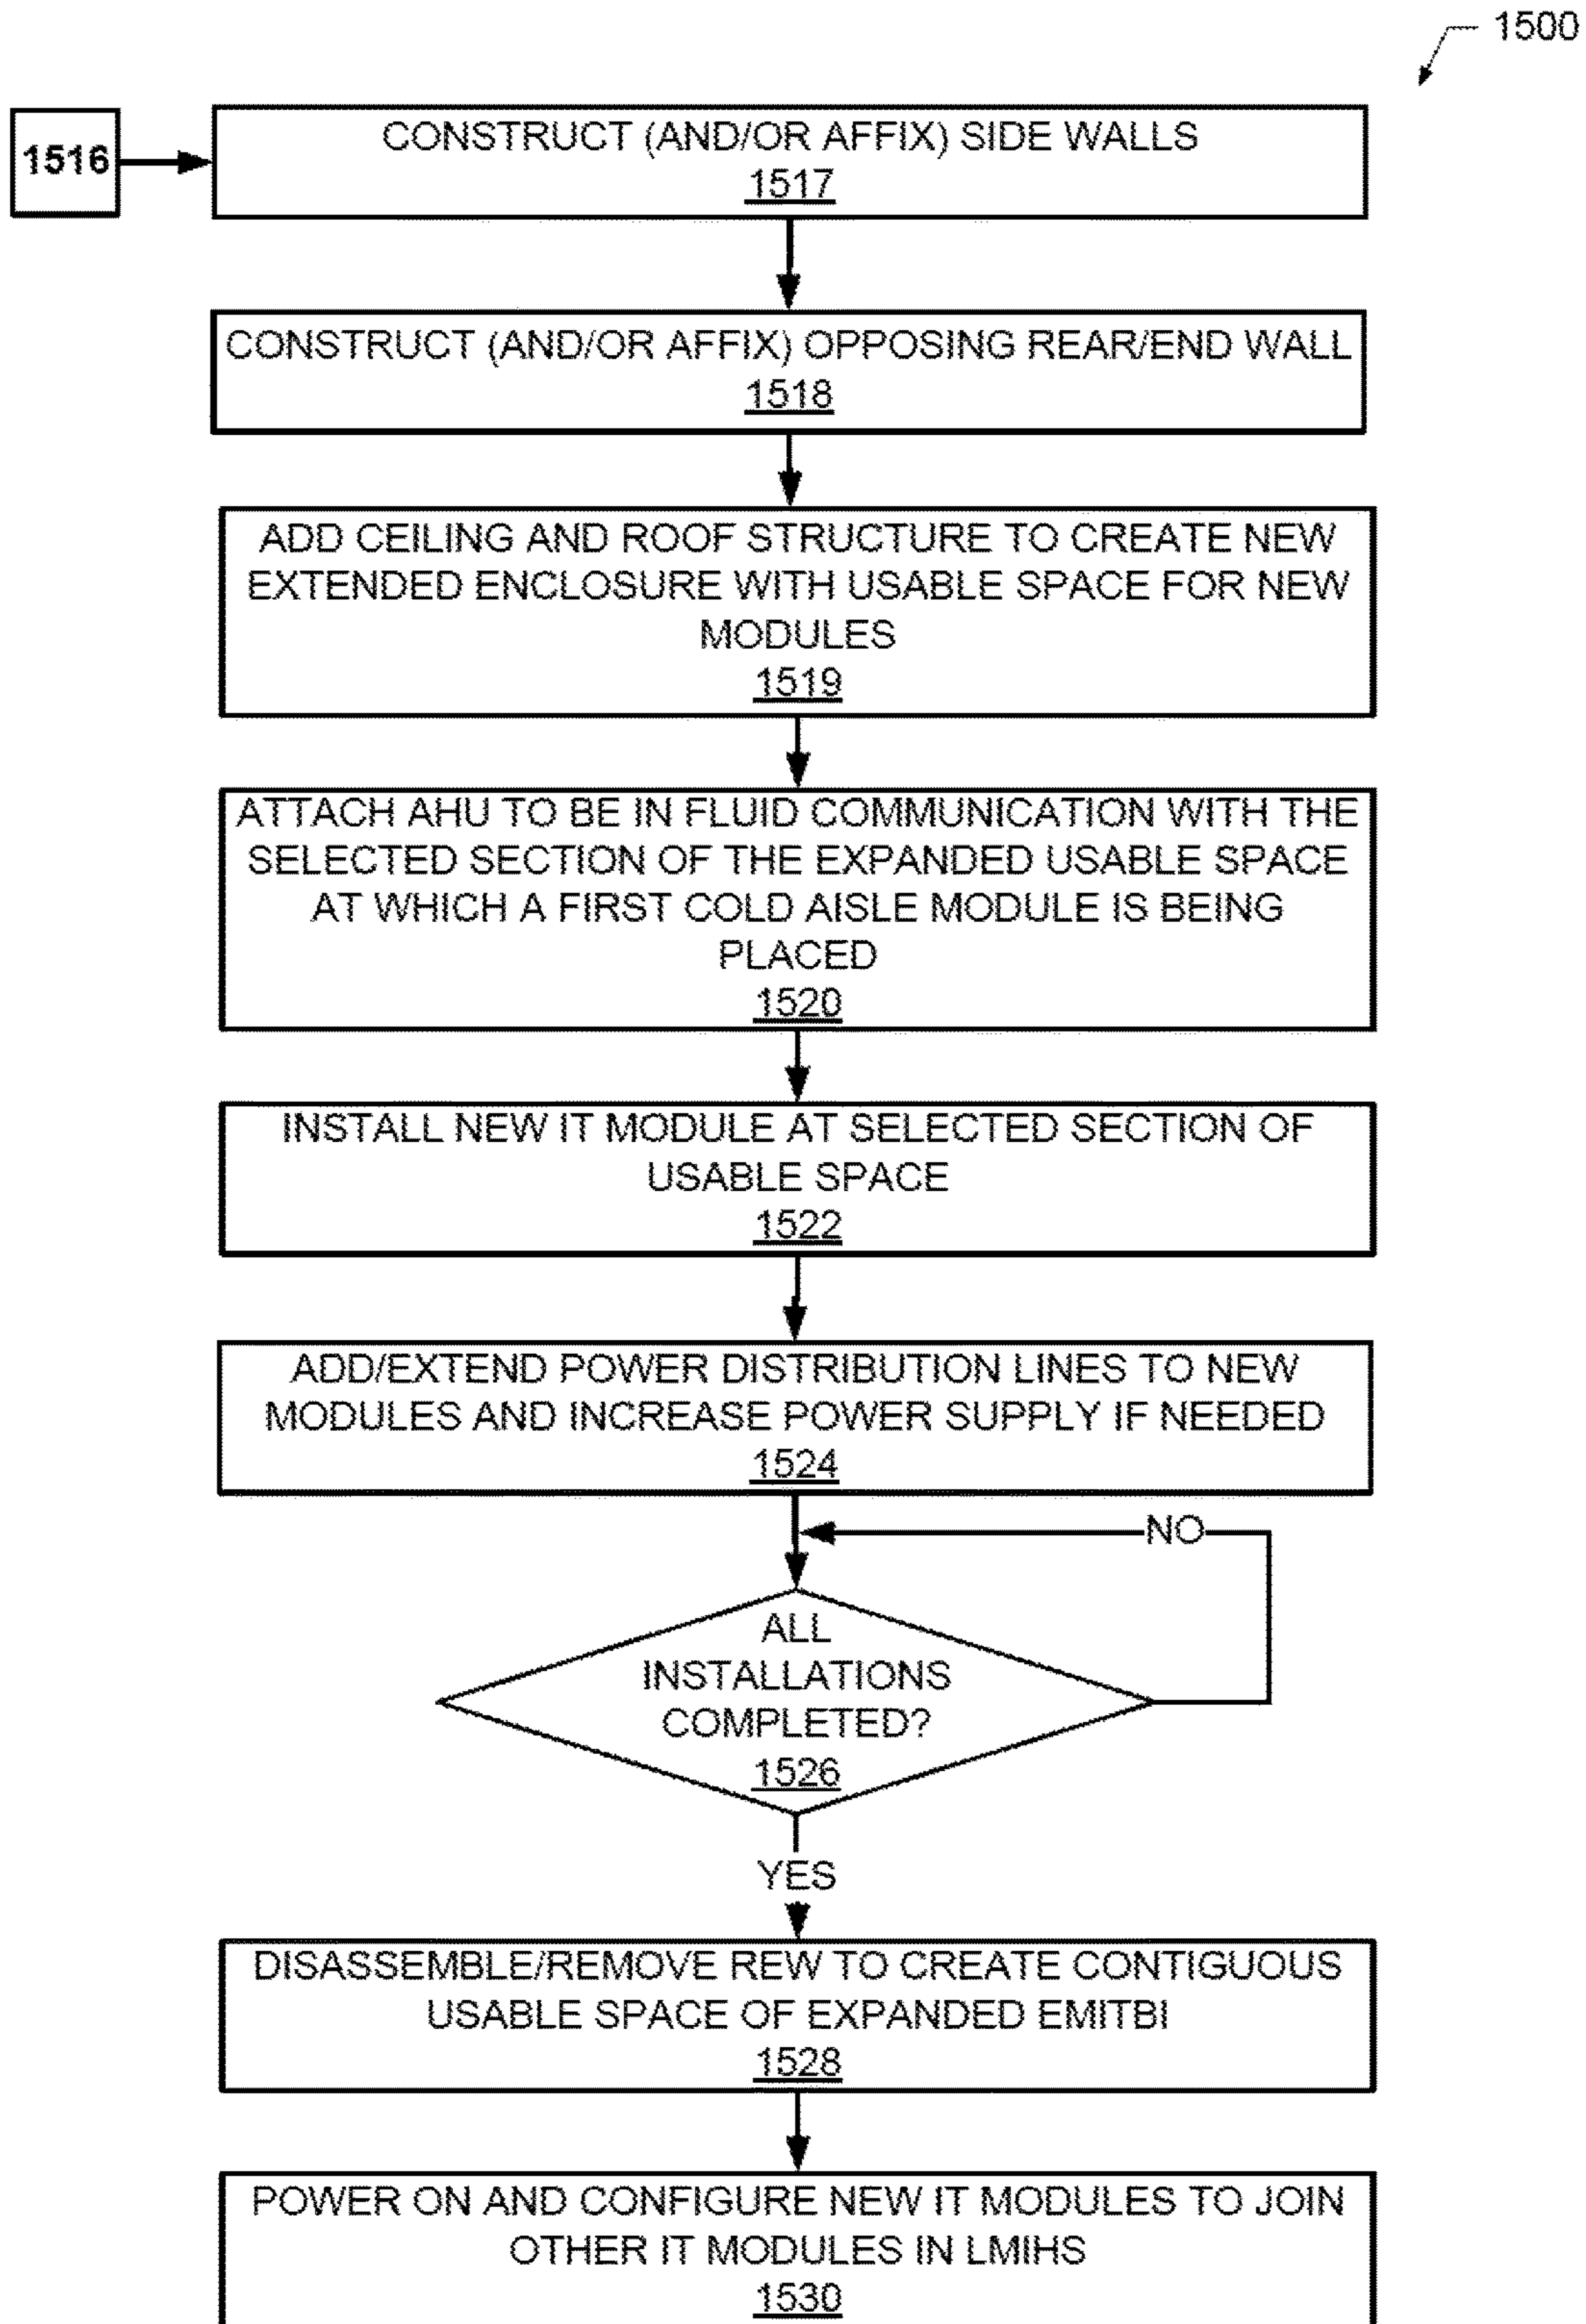 1500
1516
CONSTRUCT (AND/OR AFFIX) SIDE WALLS
1517
CONSTRUCT (AND/OR AFFIX) OPPOSING REAR/END WALL
1518
ADD CEILING AND ROOF STRUCTURE TO CREATE NEW
EXTENDED ENCLOSURE WITH USABLE SPACE FOR NEW
MODULES
1519
ATTACH AHU TO BE IN FLUID COMMUNICATION WITH THE
SELECTED SECTION OF THE EXPANDED USABLE SPACE
AT WHICH A FIRST COLD AISLE MODULE IS BEING
PLACED
1520
INSTALL NEW IT MODULE AT SELECTED SECTION OF
USABLE SPACE
1522
ADD/EXTEND POWER DISTRIBUTION LINES TO NEW
MODULES AND INCREASE POWER SUPPLY IF NEEDED
1524
NO
ALL
INSTALLATIONS
COMPLETED?
1526
YES
DISASSEMBLE/REMOVE REW TO CREATE CONTIGUOUS
USABLE SPACE OF EXPANDED EMITBI
1528
POWER ON AND CONFIGURE NEW IT MODULES TO JOIN
OTHER IT MODULES IN LMIHS
1530